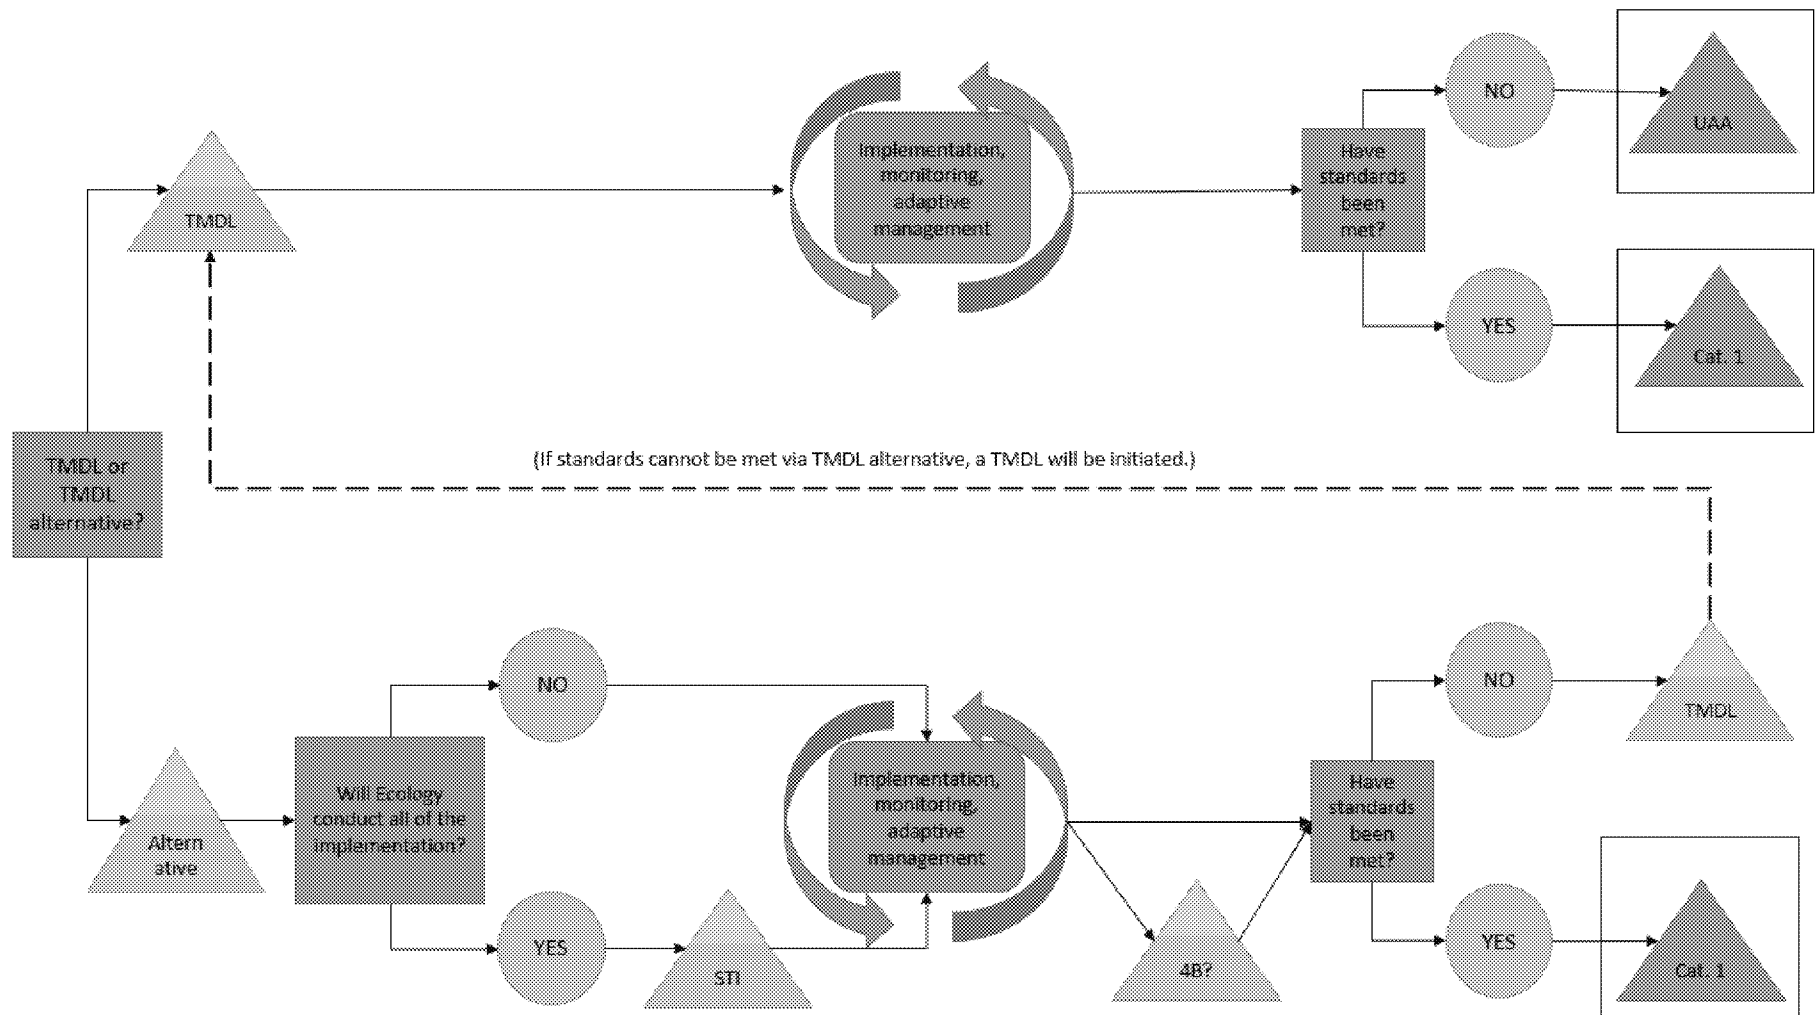 NO
UAA
TMDL
Implementation,
monitoring,
adaptive
management
Have
standards
been
met?
YES
Cat. 1
TMDL or
TMDL
alternative?
(If standards cannot be met via TMDL alternative, a TMDL will be initiated.)
NO
Altern
ative
Will Ecology
conduct all of the
implementation?
YES
STI
Implementation,
monitoring,
adaptive
management
4B?
Have
standards
been
met?
NO
TMDL
YES
Cat. 1